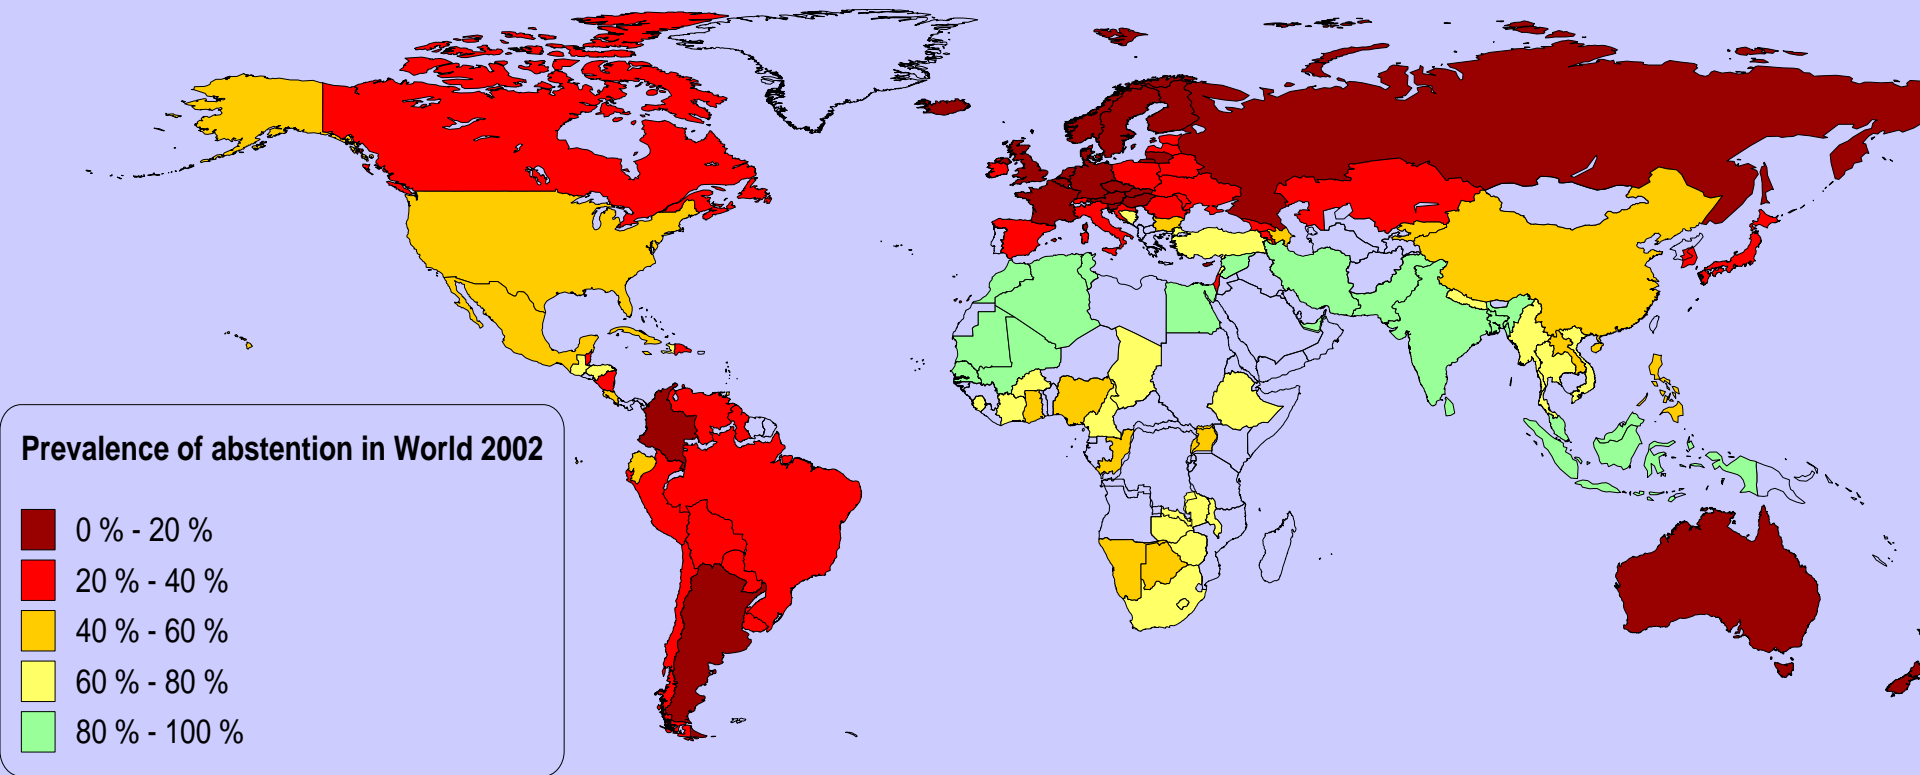 Prevalence of abstention in World 2002
0 % - 20 %
20 % - 40 %
40 % - 60 %
60 % - 80 %
80 % - 100 %